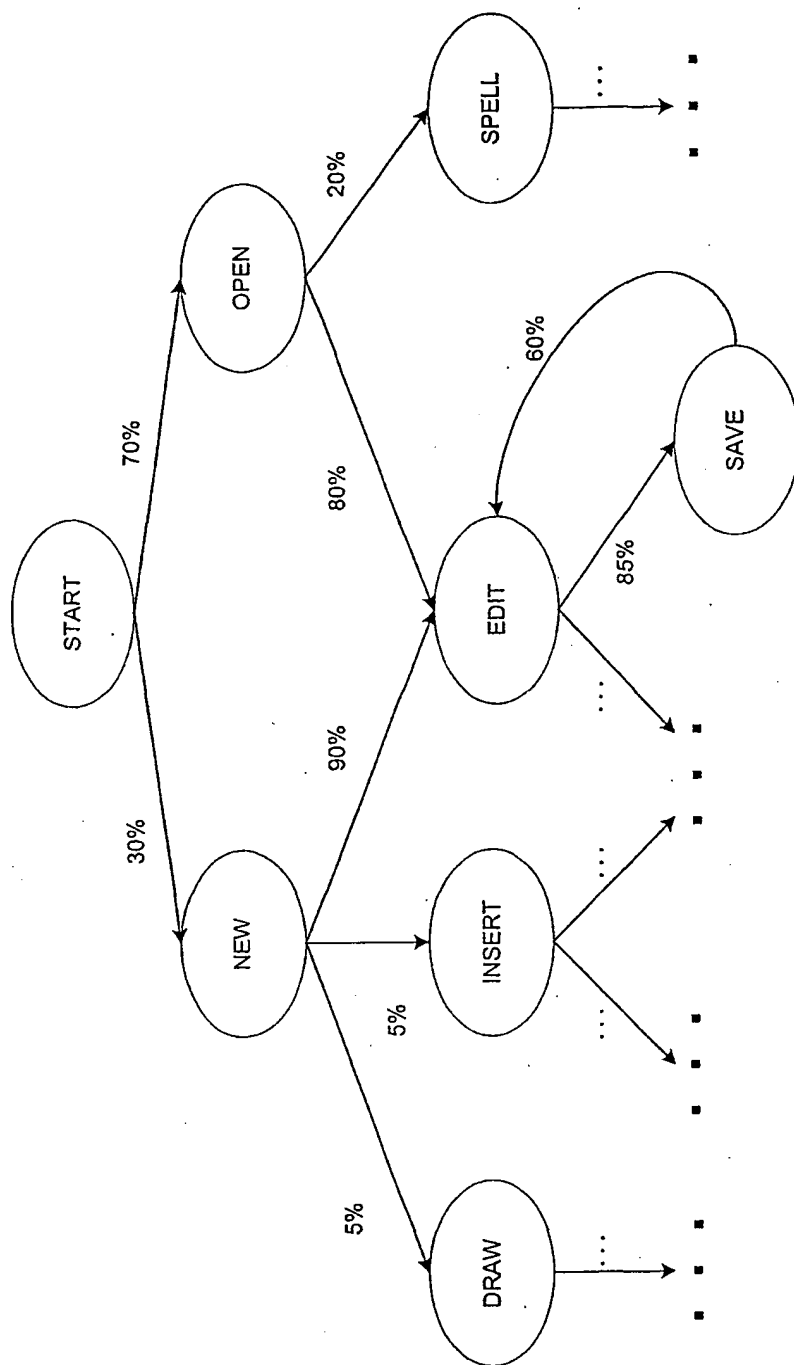 START
30%
70%
NEW
OPEN
5%
5%
90%
80%
20%
DRAW
INSERT
EDIT
SPELL
...
...
...
...
85%
60%
...
SAVE